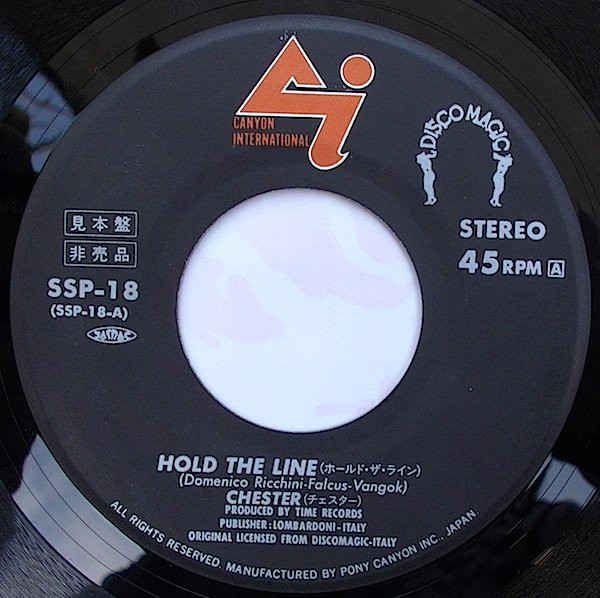 CANYON
INTERNATIONAL
DISCO MAGIC
STEREO
45 RPM A
見本盤
非売品
SSP-18
(SSP-18-A)
JASRAC
HOLD THE LINE(ホールド・ザ・ライン)
(Domenico Ricchini-Falcus-Vangok)
CHESTER(チェスター)
PRODUCED BY TIME RECORDS
PUBLISHER:LOMBARDONI-ITALY
ORIGINAL LICENSED FROM DISCOMAGIC-ITALY
ALL RIGHTS RESERVED. MANUFACTURED BY PONY CANYON INC., JAPAN.